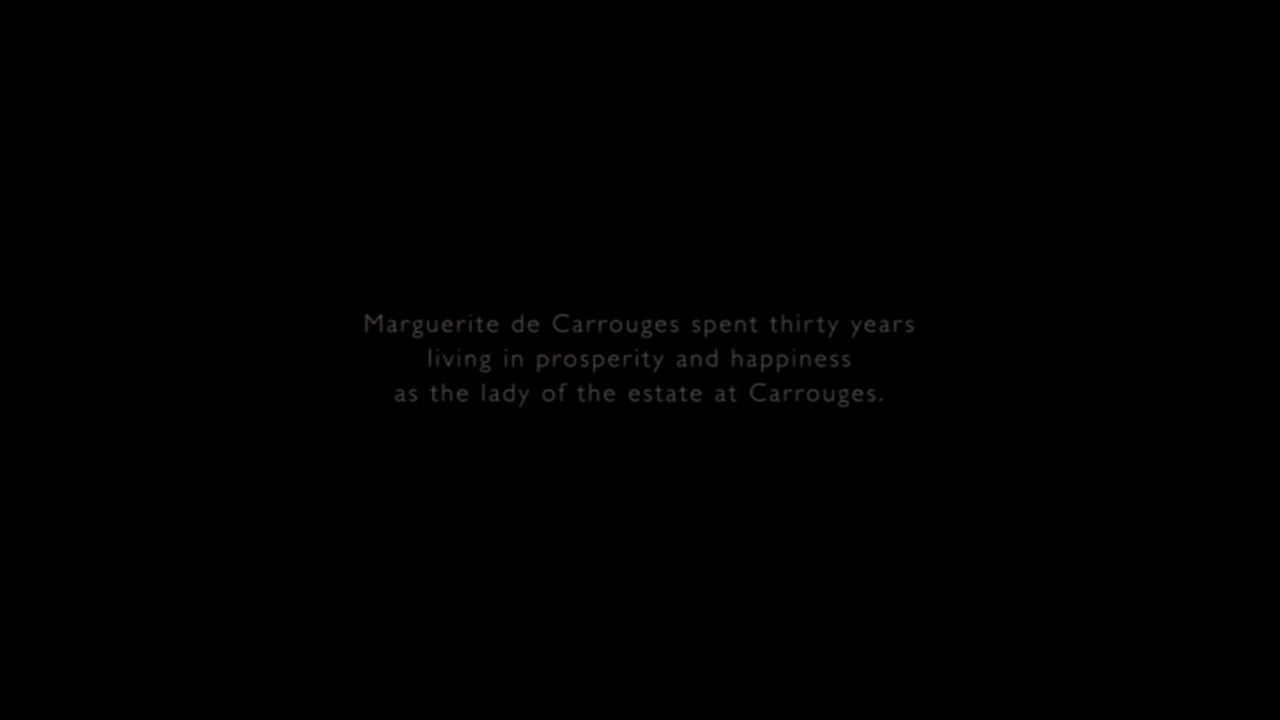 Marguerite de Carrouges spent thirty years
living in prosperity and happiness
as the lady of the estate at Carrouges.